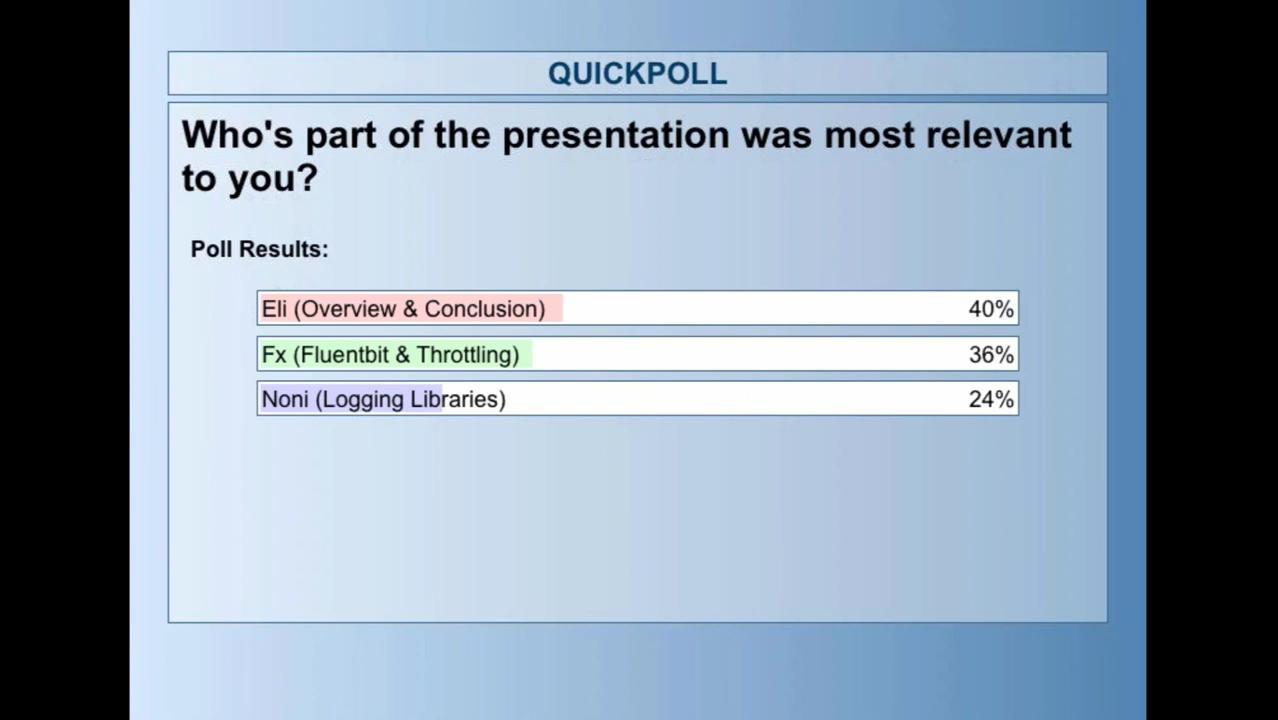 QUICKPOLL
Who's part of the presentation was most relevant
to you?
Poll Results:
Eli (Overview & Conclusion) 40%
Fx (Fluentbit & Throttling) 36%
Noni (Logging Libraries) 24%